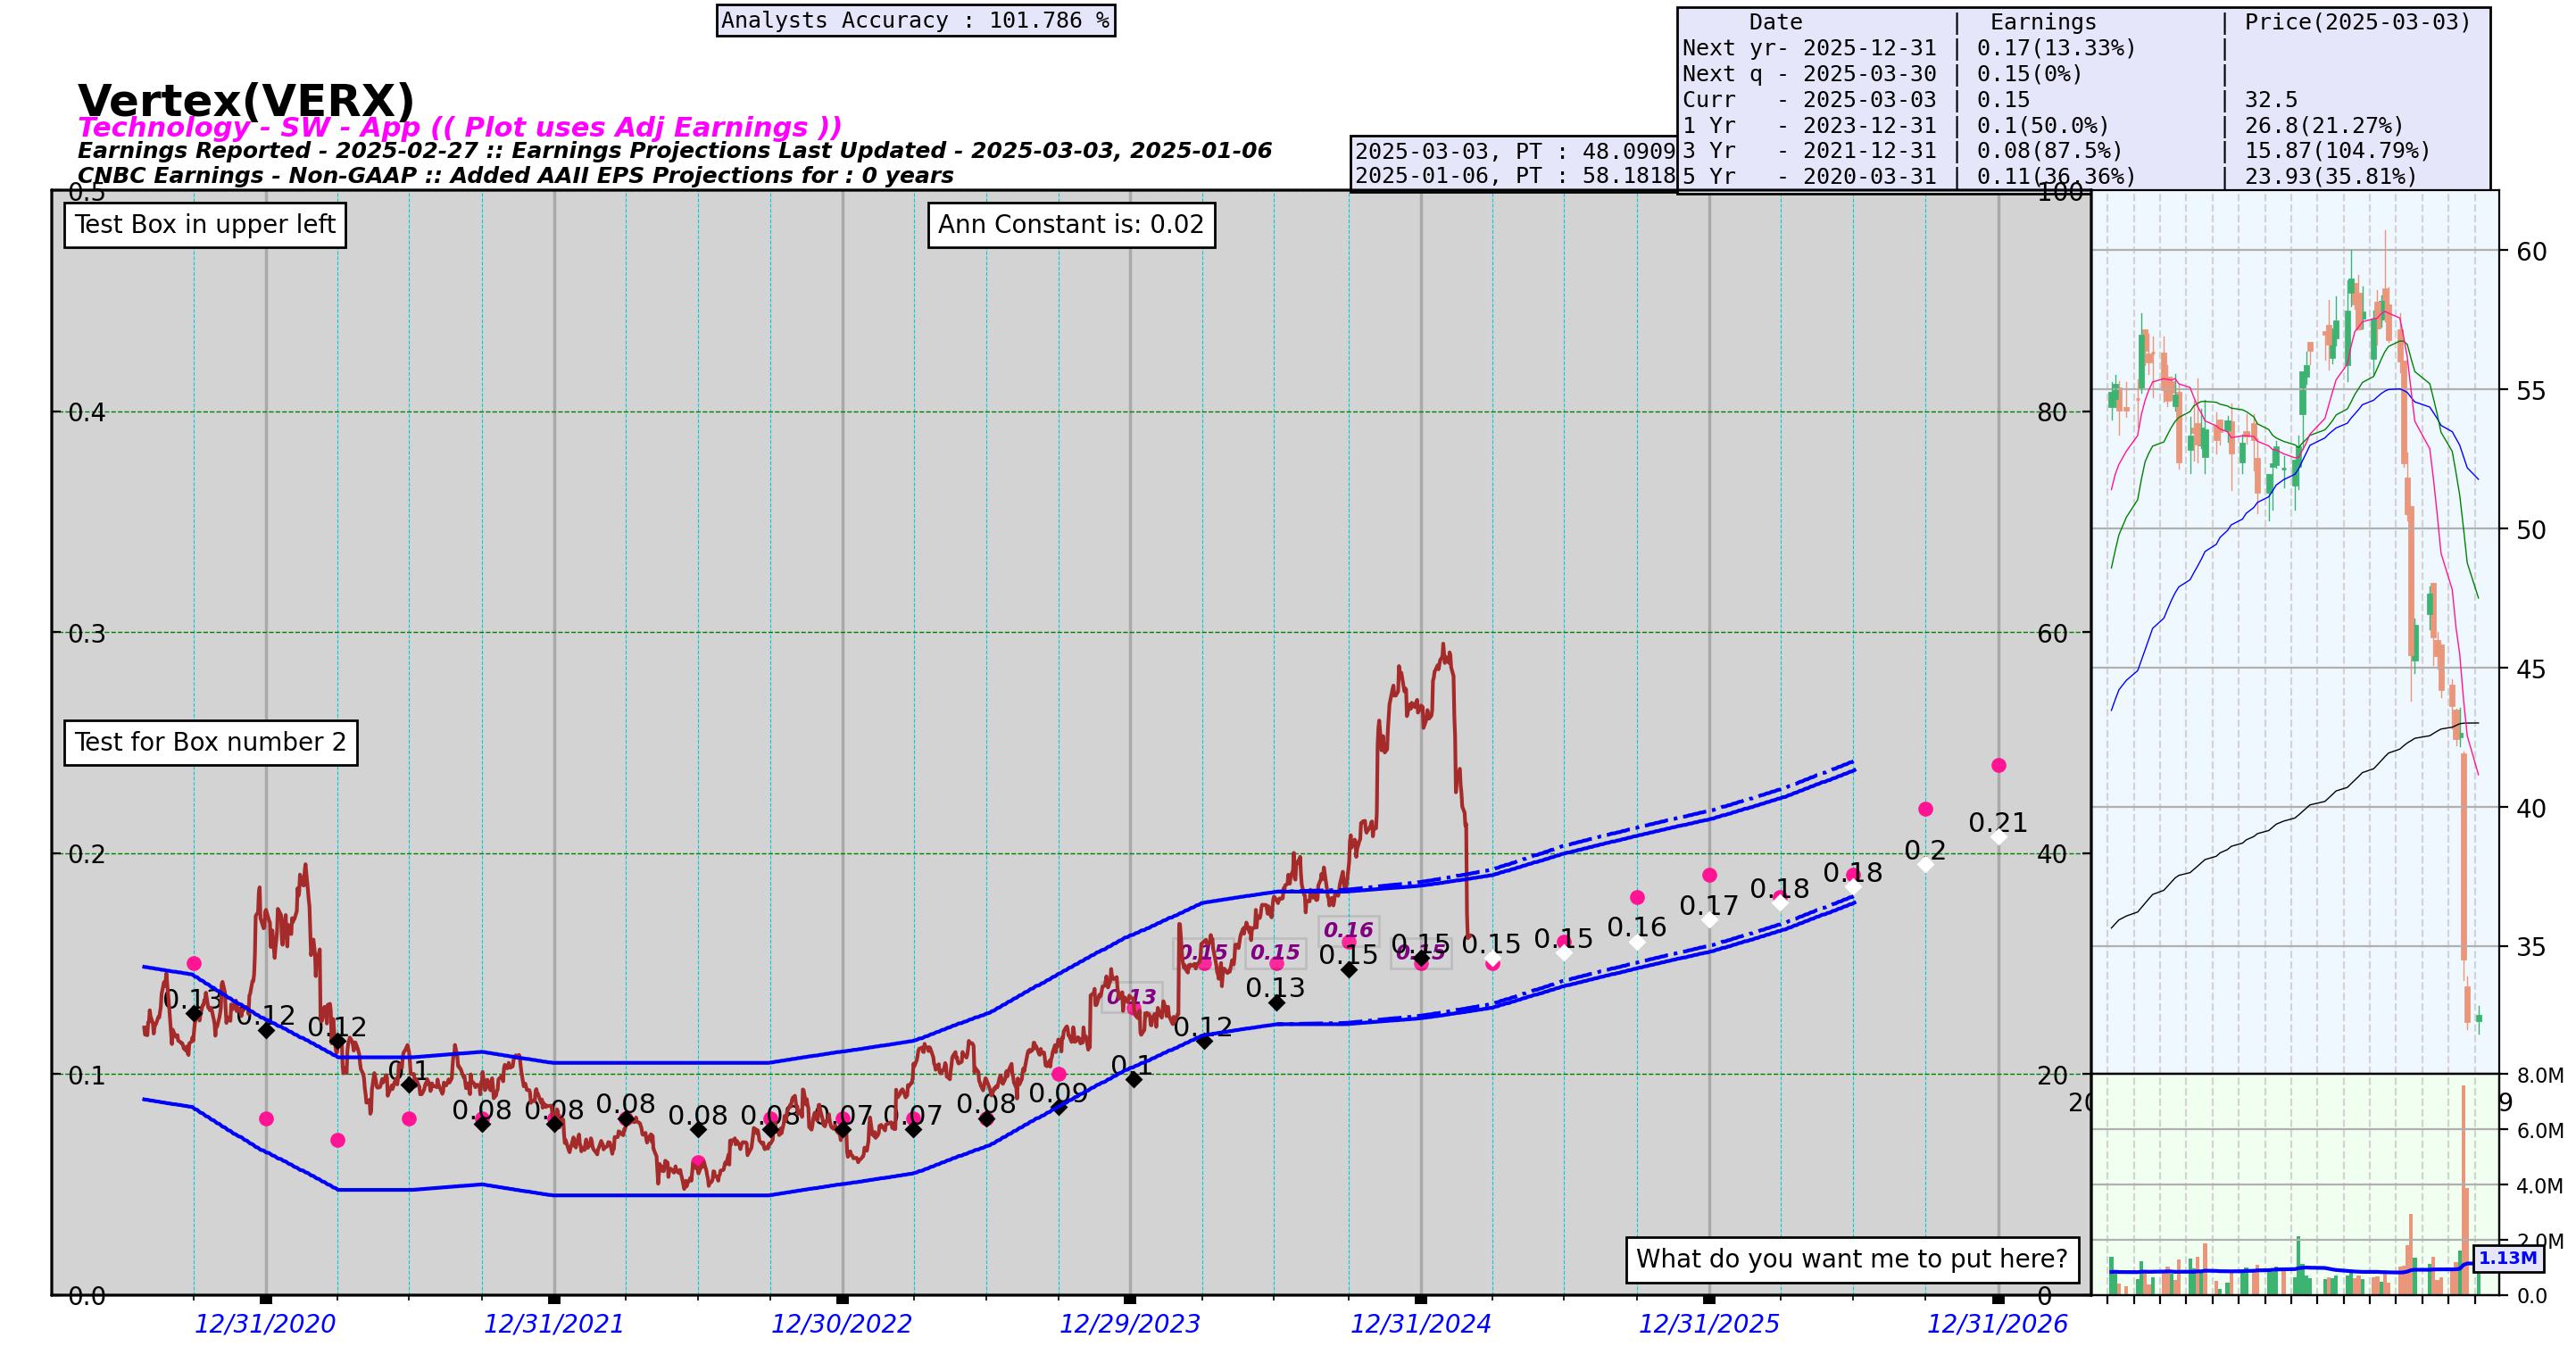 Analysts Accuracy : 101.786 %
Date | Earnings | Price(2025-03-03)
Next yr- 2025-12-31 | 0.17(13.33%) |
Next q - 2025-03-30 | 0.15(0%) |
Curr - 2025-03-03 | 0.15 | 32.5
1 Yr - 2023-12-31 | 0.1(50.0%) | 26.8(21.27%)
3 Yr - 2021-12-31 | 0.08(87.5%) | 15.87(104.79%)
5 Yr - 2020-03-31 | 0.11(36.36%) | 23.93(35.81%)
Vertex(VERX)
Technology - SW - App (( Plot uses Adj Earnings ))
Earnings Reported - 2025-02-27 :: Earnings Projections Last Updated - 2025-03-03, 2025-01-06
CNBC Earnings - Non-GAAP :: Added AAII EPS Projections for : 0 years
2025-03-03, PT : 48.0909
2025-01-06, PT : 58.1818
Test Box in upper left
Ann Constant is: 0.02
Test for Box number 2
What do you want me to put here?
0.5
0.4
0.3
0.2
0.1
0.0
100
80
60
40
20
0
0.13
0.12
0.12
0.1
0.08
0.08
0.08
0.08
0.08
0.07
0.07
0.08
0.09
0.1
0.12
0.13
0.15
0.15
0.15
0.15
0.16
0.17
0.18
0.18
0.2
0.21
0.13
0.15
0.15
0.16
0.15
12/31/2020
12/31/2021
12/30/2022
12/29/2023
12/31/2024
12/31/2025
12/31/2026
60
55
50
45
40
35
20
9
8.0M
6.0M
4.0M
2.0M
1.13M
0.0